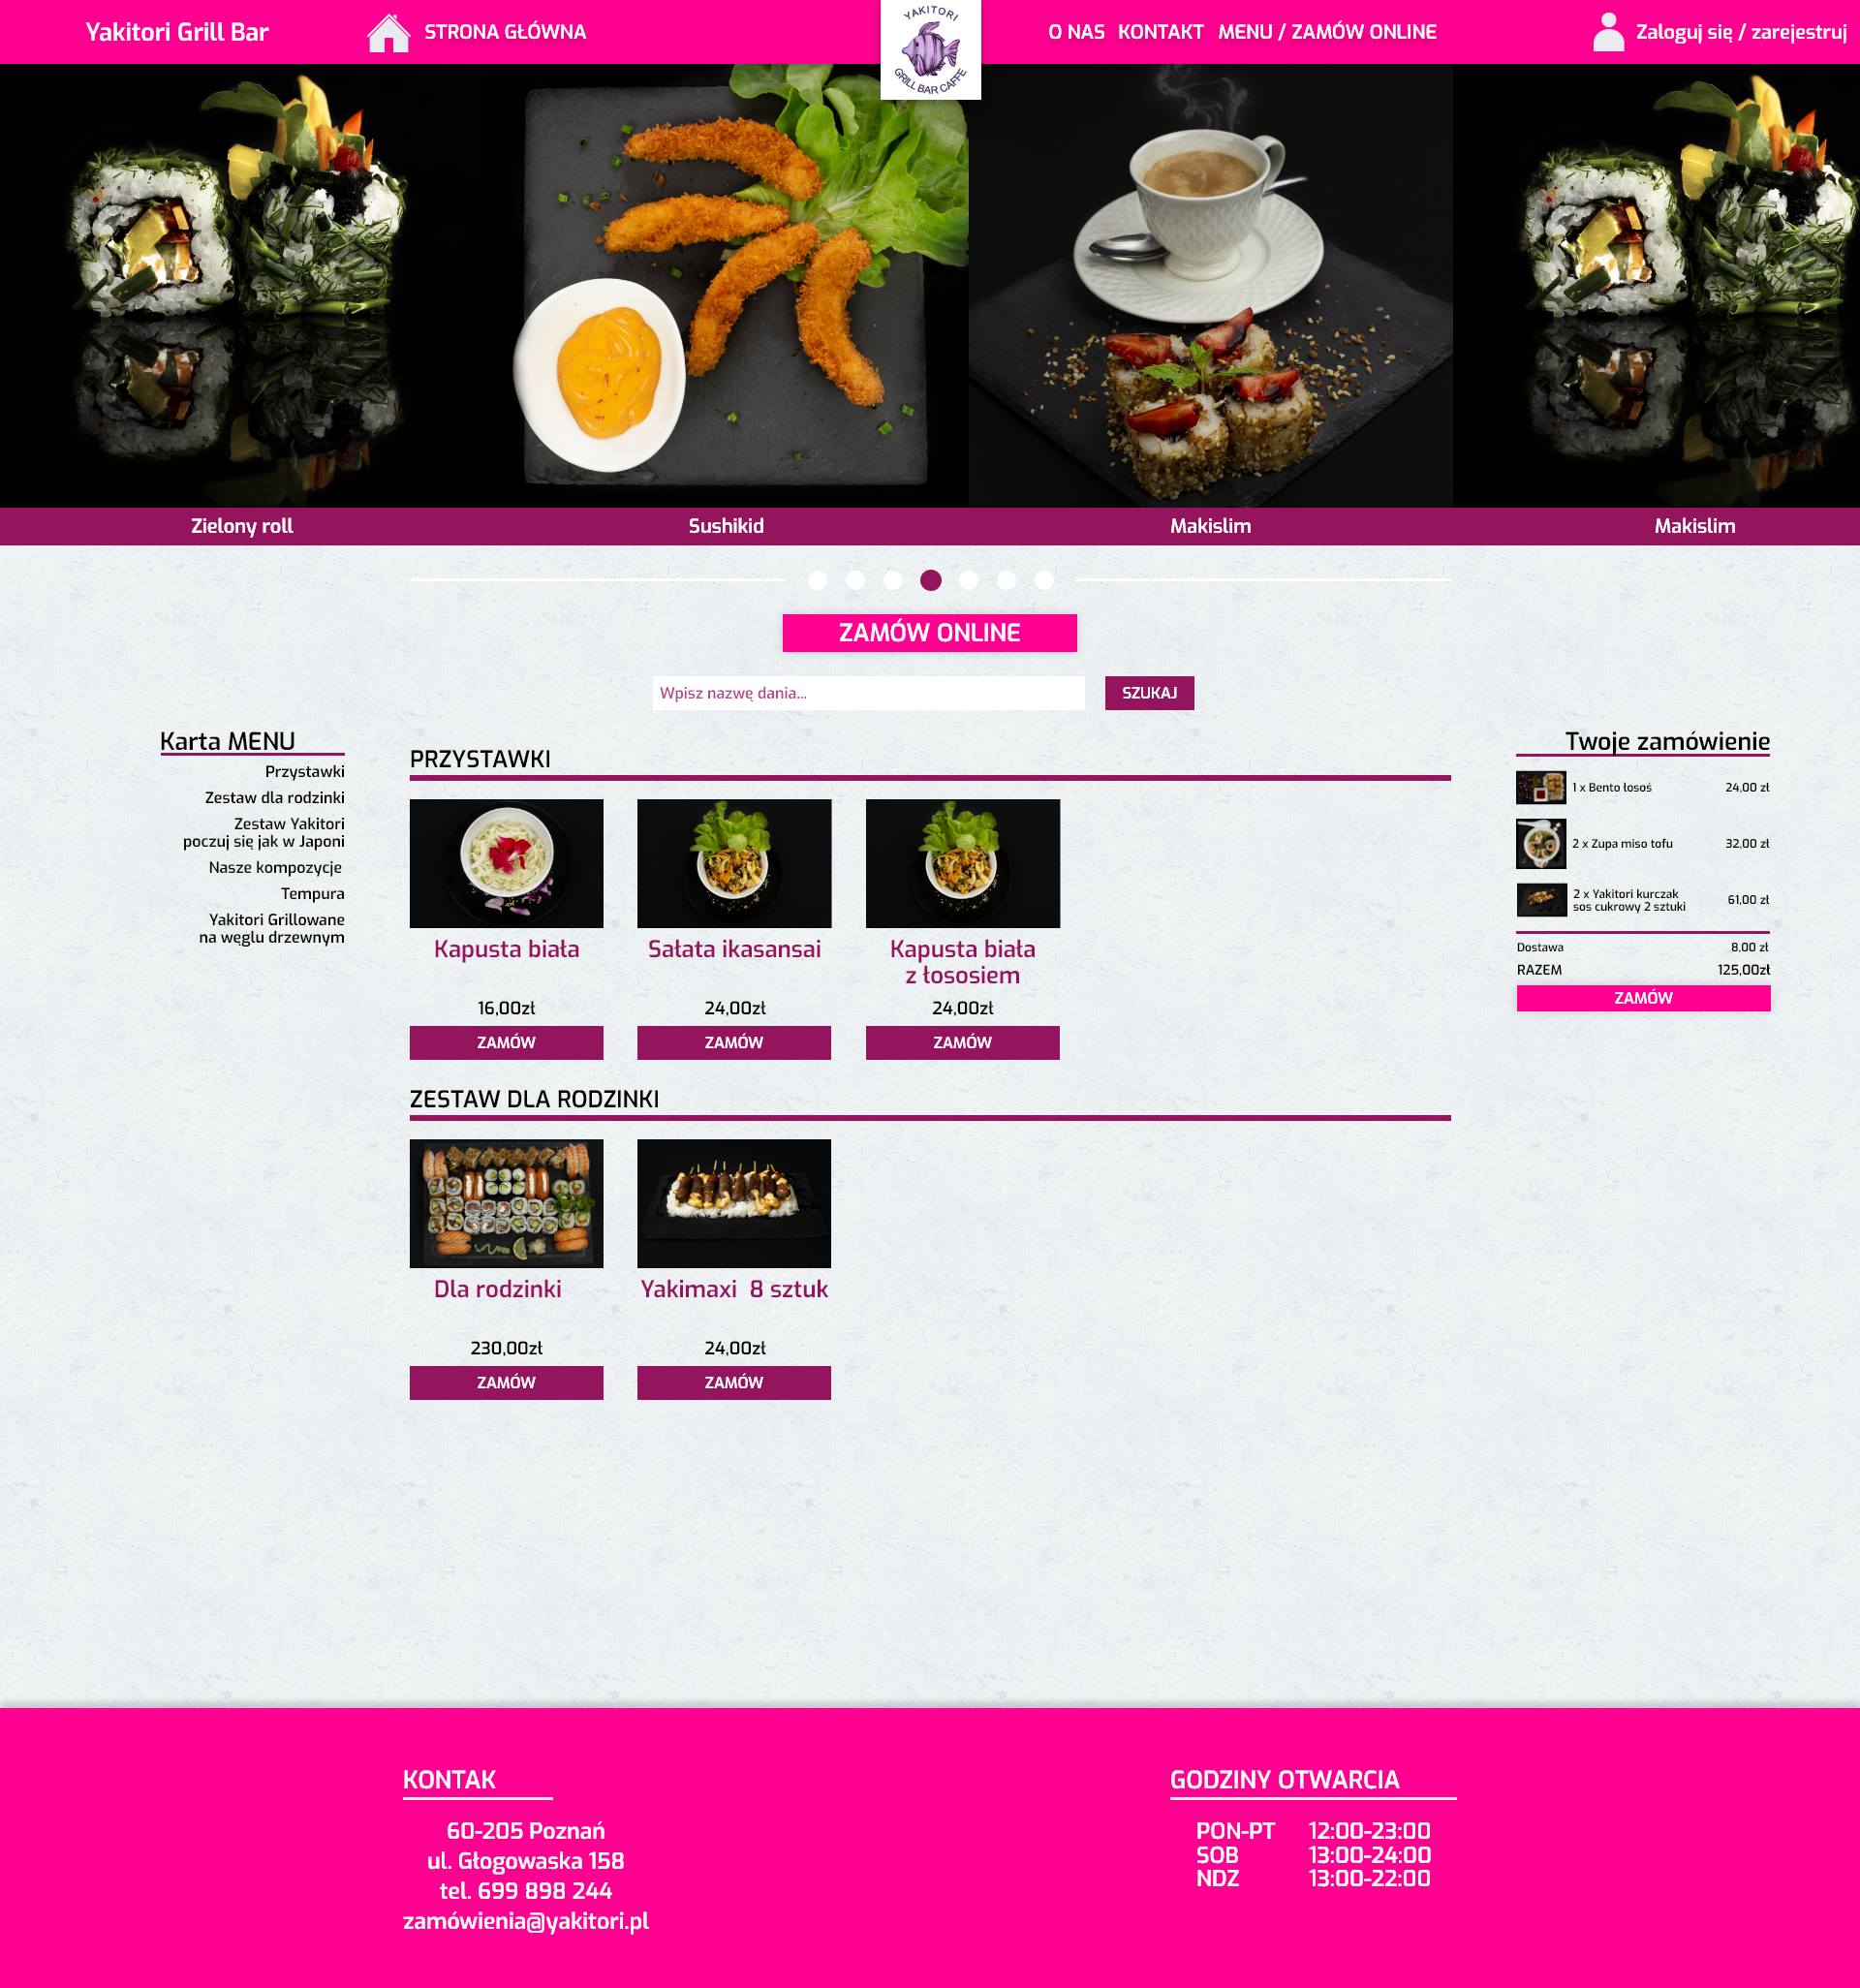 Yakitori Grill Bar
STRONA GŁÓWNA
YAKITORI
GRILL BAR CAFFE
O NAS KONTAKT MENU / ZAMÓW ONLINE
Zaloguj się / zarejestruj
Zielony roll
Sushikid
Makislim
Makislim
ZAMÓW ONLINE
Wpisz nazwę dania...
SZUKAJ
Karta MENU
Przystawki
Zestaw dla rodzinki
Zestaw Yakitori
poczuj się jak w Japoni
Nasze kompozycje
Tempura
Yakitori Grillowane
na węglu drzewnym
PRZYSTAWKI
Kapusta biała
16,00zł
ZAMÓW
Sałata ikasansai
24,00zł
ZAMÓW
Kapusta biała
z łososiem
24,00zł
ZAMÓW
ZESTAW DLA RODZINKI
Dla rodzinki
230,00zł
ZAMÓW
Yakimaxi 8 sztuk
24,00zł
ZAMÓW
Twoje zamówienie
1 x Bento łosoś 24,00 zł
2 x Zupa miso tofu 32,00 zł
2 x Yakitori kurczak
sos cukrowy 2 sztuki 61,00 zł
Dostawa 8,00 zł
RAZEM 125,00zł
ZAMÓW
KONTAK
60-205 Poznań
ul. Głogowaska 158
tel. 699 898 244
zamówienia@yakitori.pl
GODZINY OTWARCIA
PON-PT 12:00-23:00
SOB 13:00-24:00
NDZ 13:00-22:00